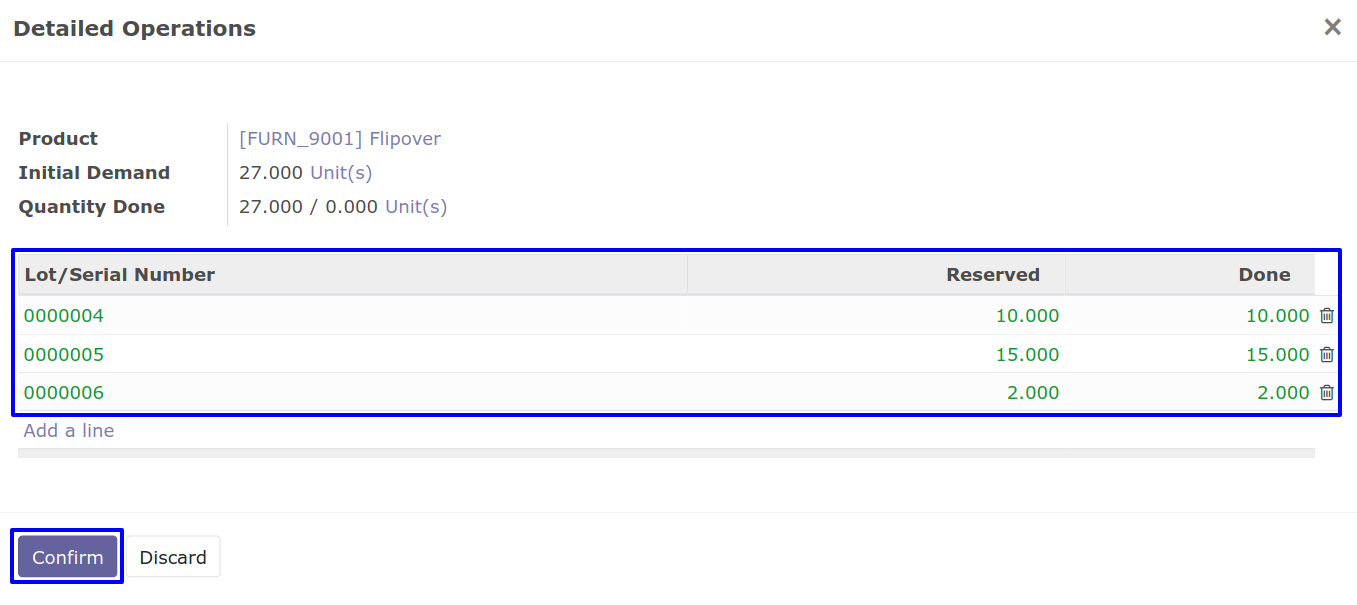 Detailed Operations ×
Product [FURN_9001] Flipover
Initial Demand 27.000 Unit(s)
Quantity Done 27.000 / 0.000 Unit(s)
Lot/Serial Number Reserved Done
0000004 10.000 10.000
0000005 15.000 15.000
0000006 2.000 2.000
Add a line
Confirm Discard